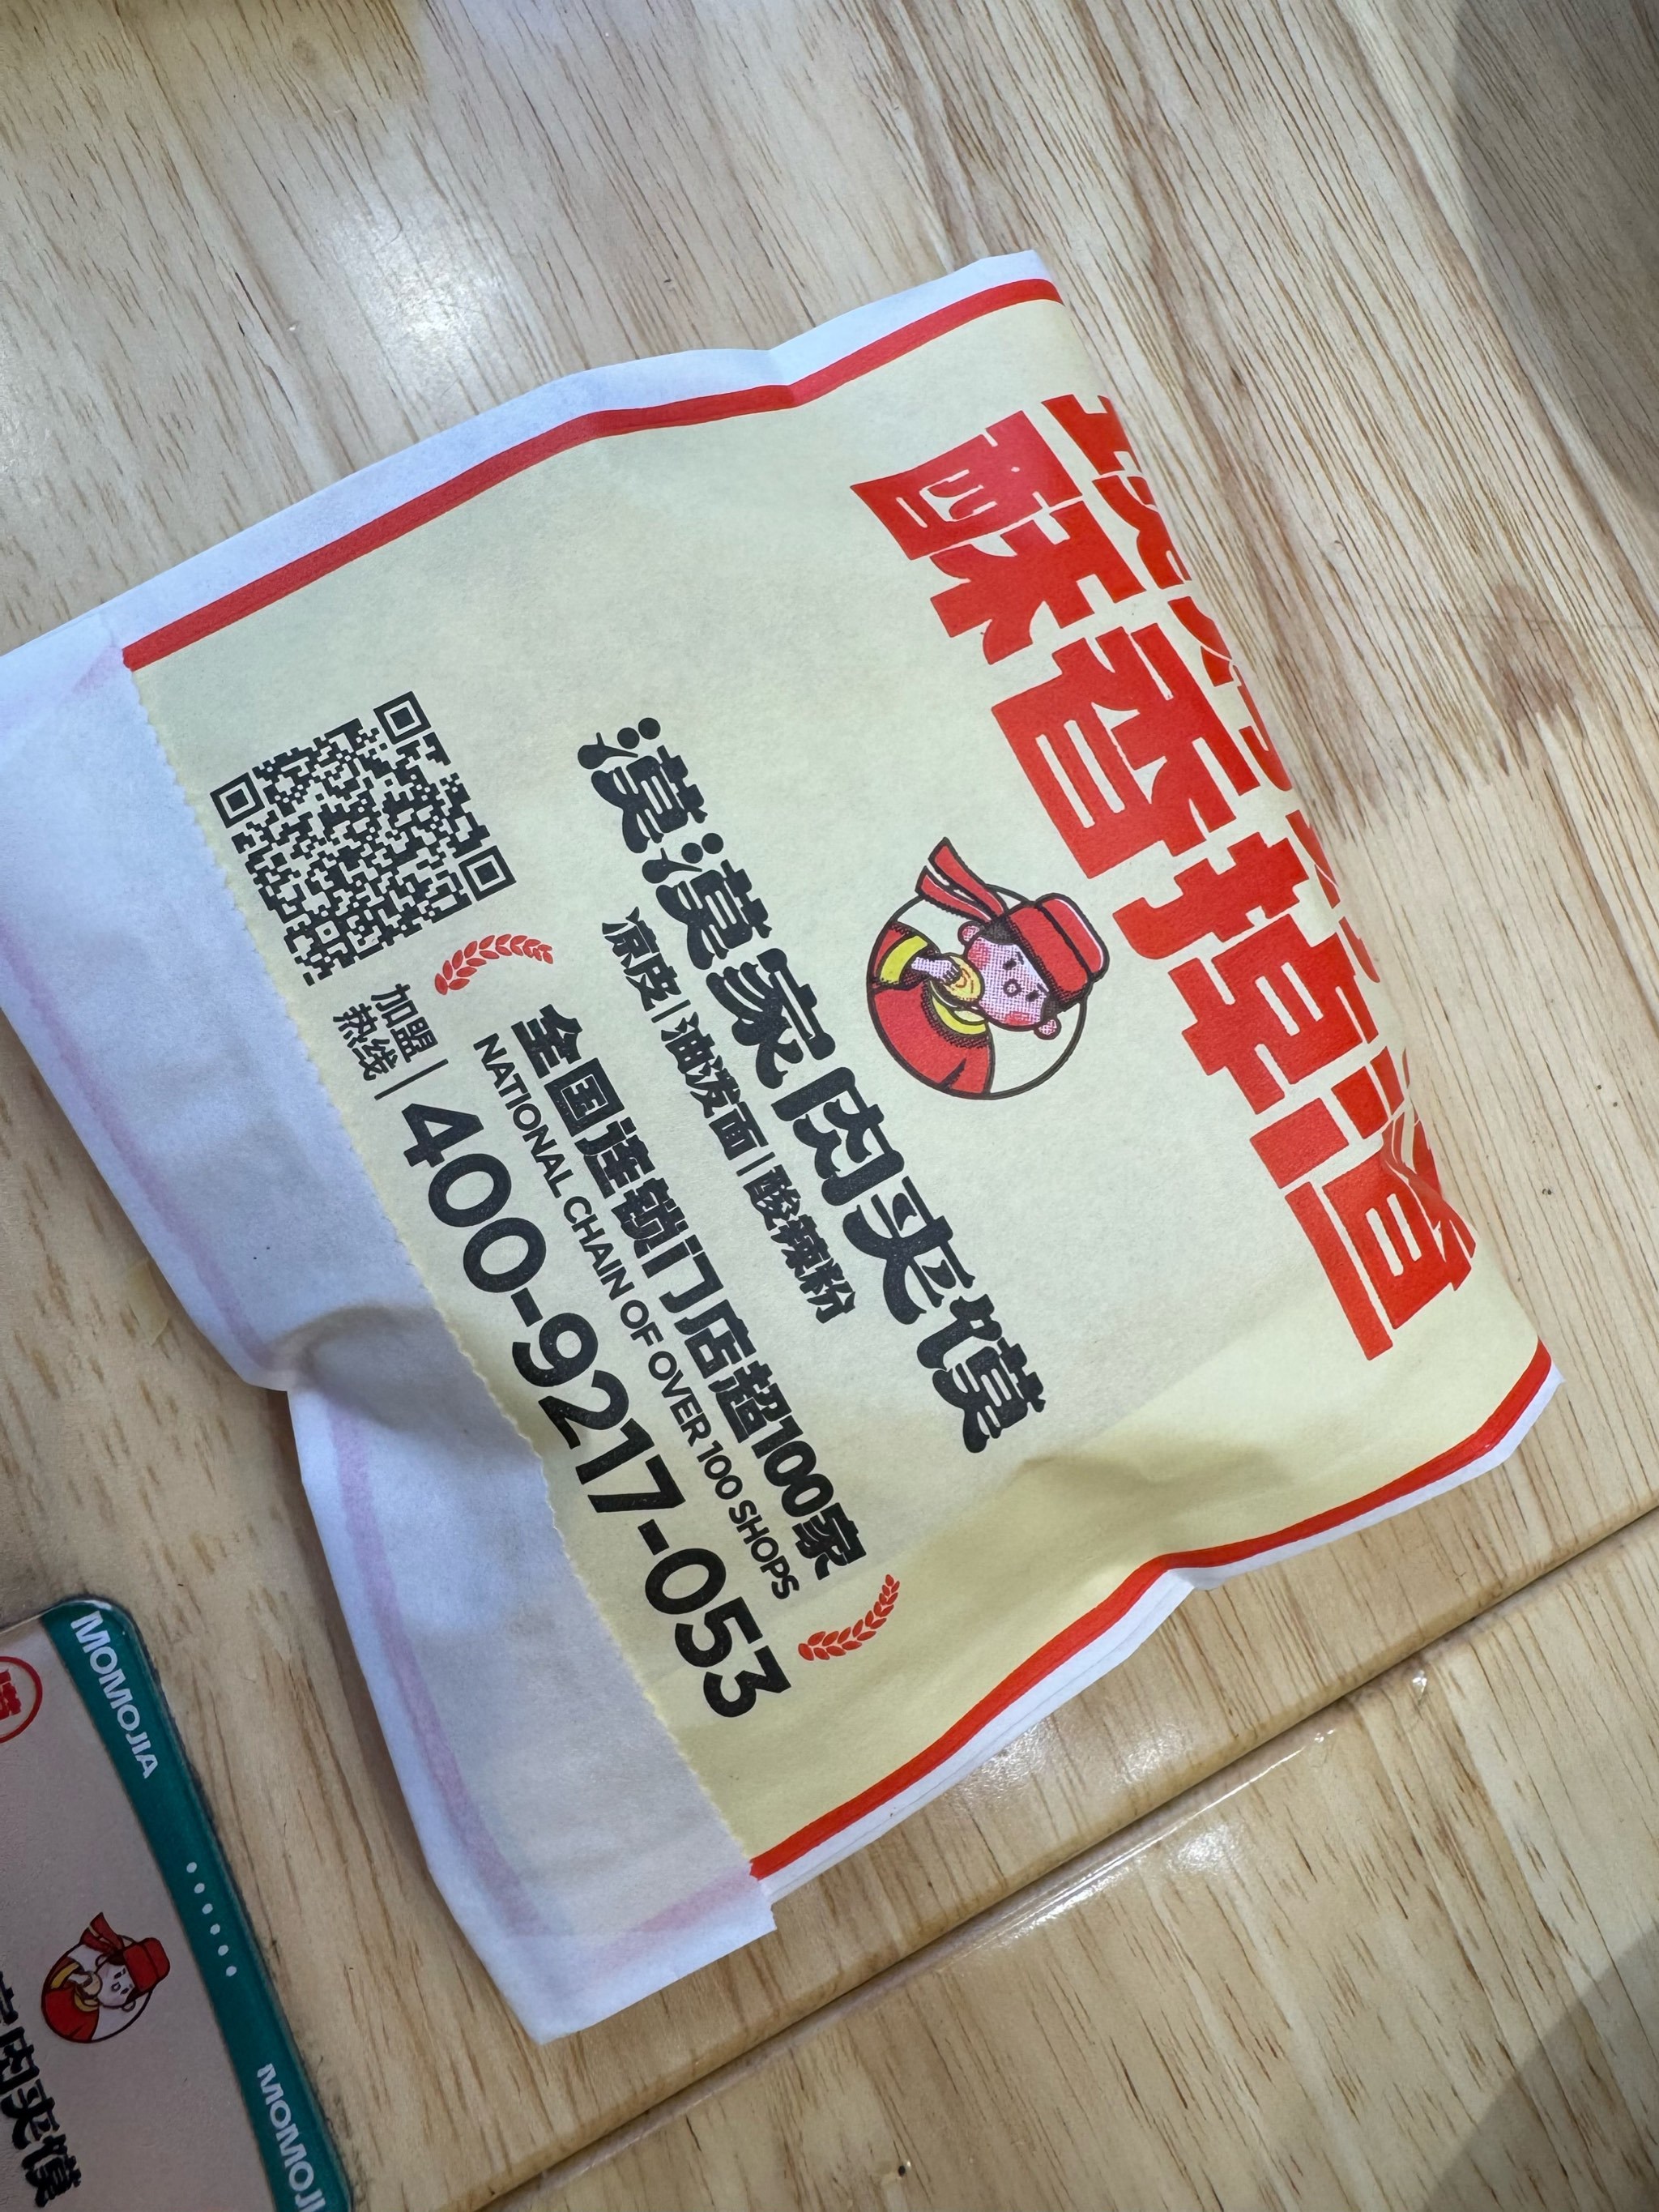 酥香掉渣
漠漠家肉夹馍
凉皮|油泼面|酸辣粉
全国连锁门店超100家
NATIONAL CHAIN OF OVER 100 SHOPS
加盟
热线
400-9217-053
MOMOJIA
MOMOJI
肉夹馍